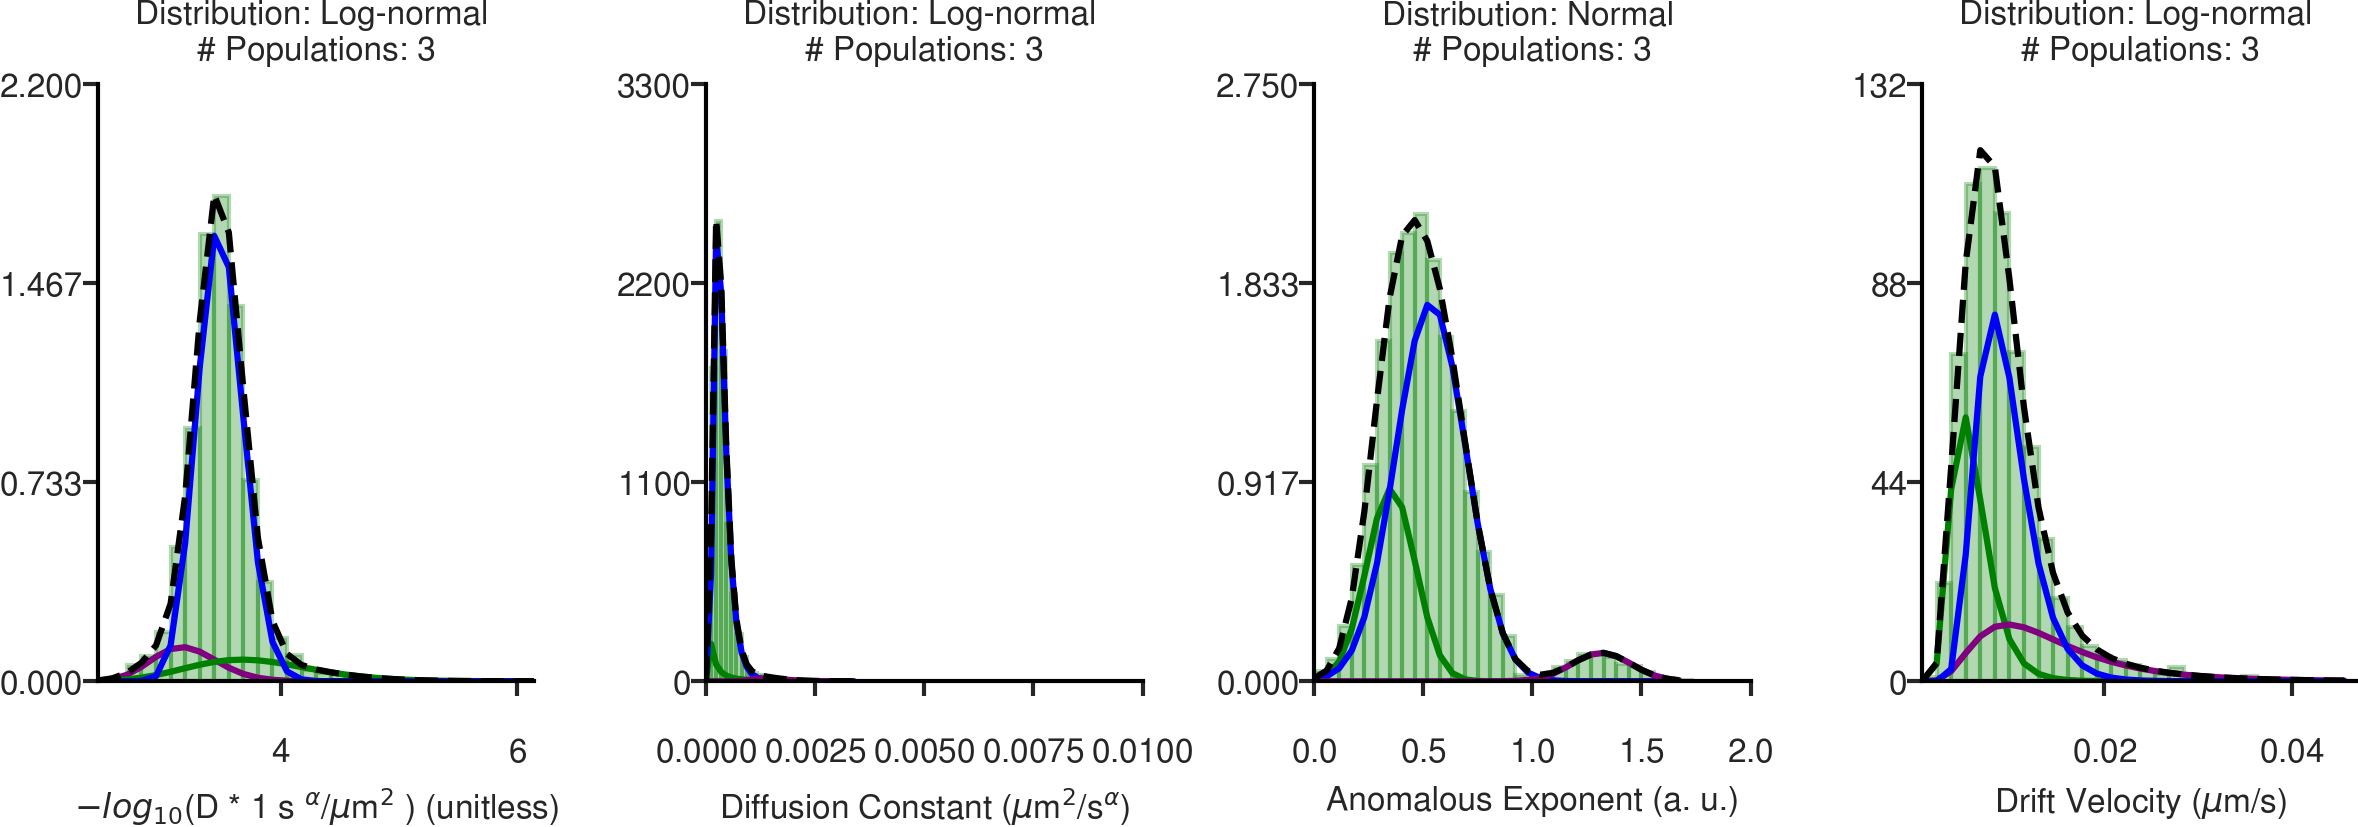 Distribution: Log-normal
# Populations: 3
2.200
1.467
0.733
0.000
4 6
−log10(D * 1 s α/μm2 ) (unitless)
Distribution: Log-normal
# Populations: 3
3300
2200
1100
0
0.0000 0.0025 0.0050 0.0075 0.0100
Diffusion Constant (μm2/sα)
Distribution: Normal
# Populations: 3
2.750
1.833
0.917
0.000
0.0 0.5 1.0 1.5 2.0
Anomalous Exponent (a. u.)
Distribution: Log-normal
# Populations: 3
132
88
44
0
0.02 0.04
Drift Velocity (μm/s)